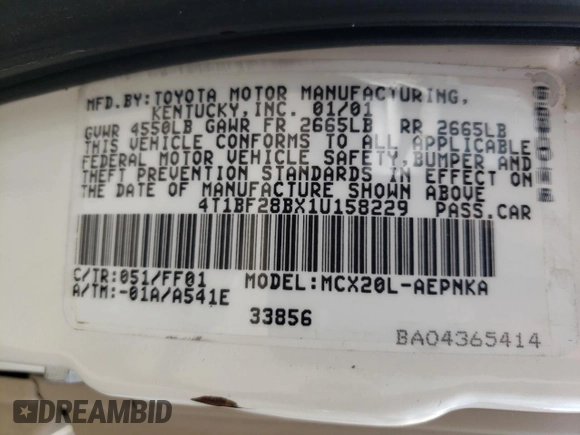 MFD.BY:TOYOTA MOTOR MANUFACTURING,
KENTUCKY,INC. 01/01
GVWR 4550LB GAWR FR 2665LB RR 2665LB
THIS VEHICLE CONFORMS TO ALL APPLICABLE
FEDERAL MOTOR VEHICLE SAFETY,BUMPER AND
THEFT PREVENTION STANDARDS IN EFFECT ON
THE DATE OF MANUFACTURE SHOWN ABOVE
4T1BF28BX1U158229 PASS.CAR
C/TR:051/FF01 MODEL:MCX20L-AEPNKA
A/TM:-01A/A541E
33856
BA04365414
DREAMBID